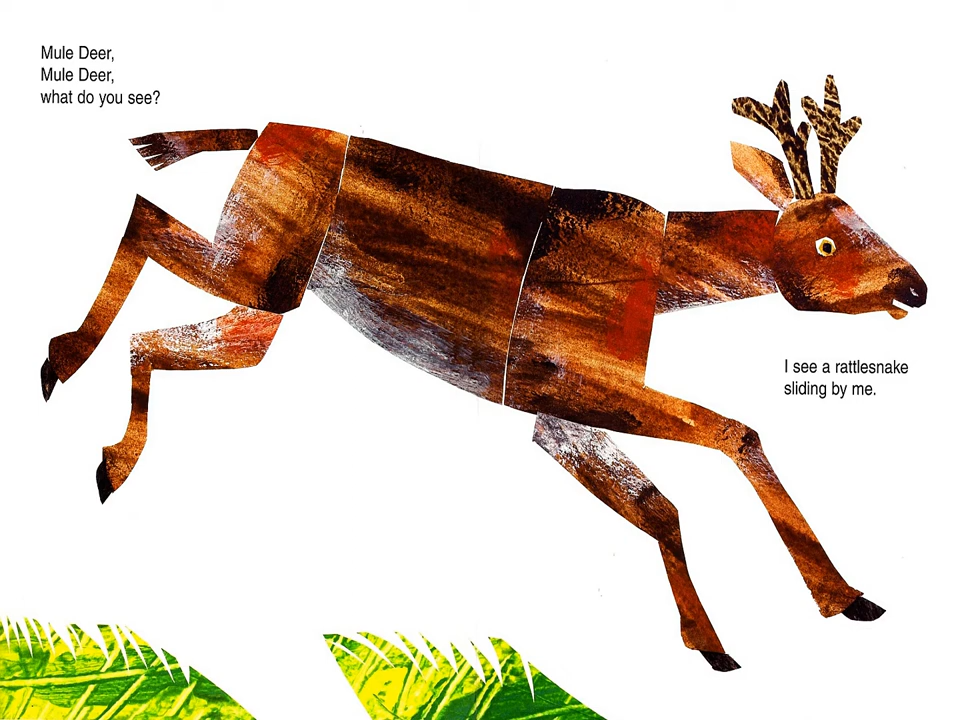 Mule Deer,
Mule Deer,
what do you see?
I see a rattlesnake
sliding by me.